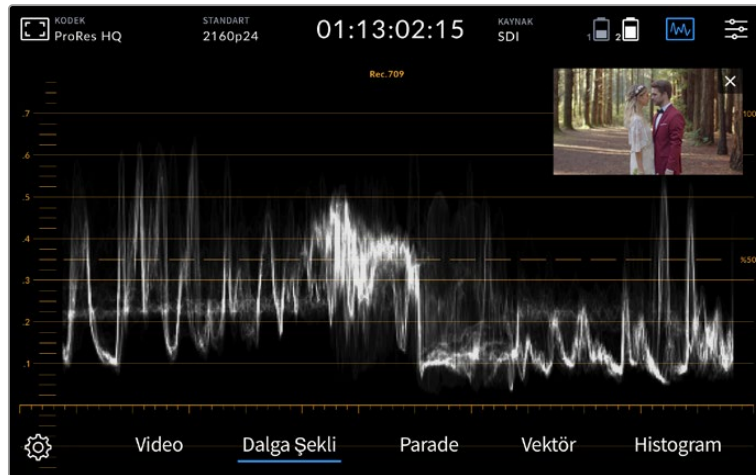 KODEK
ProRes HQ
STANDART
2160p24
01:13:02:15
KAYNAK
SDI
1
2
Rec.709
.7
100
.6
.5
.4
%50
.3
.2
.1
Video
Dalga Şekli
Parade
Vektör
Histogram